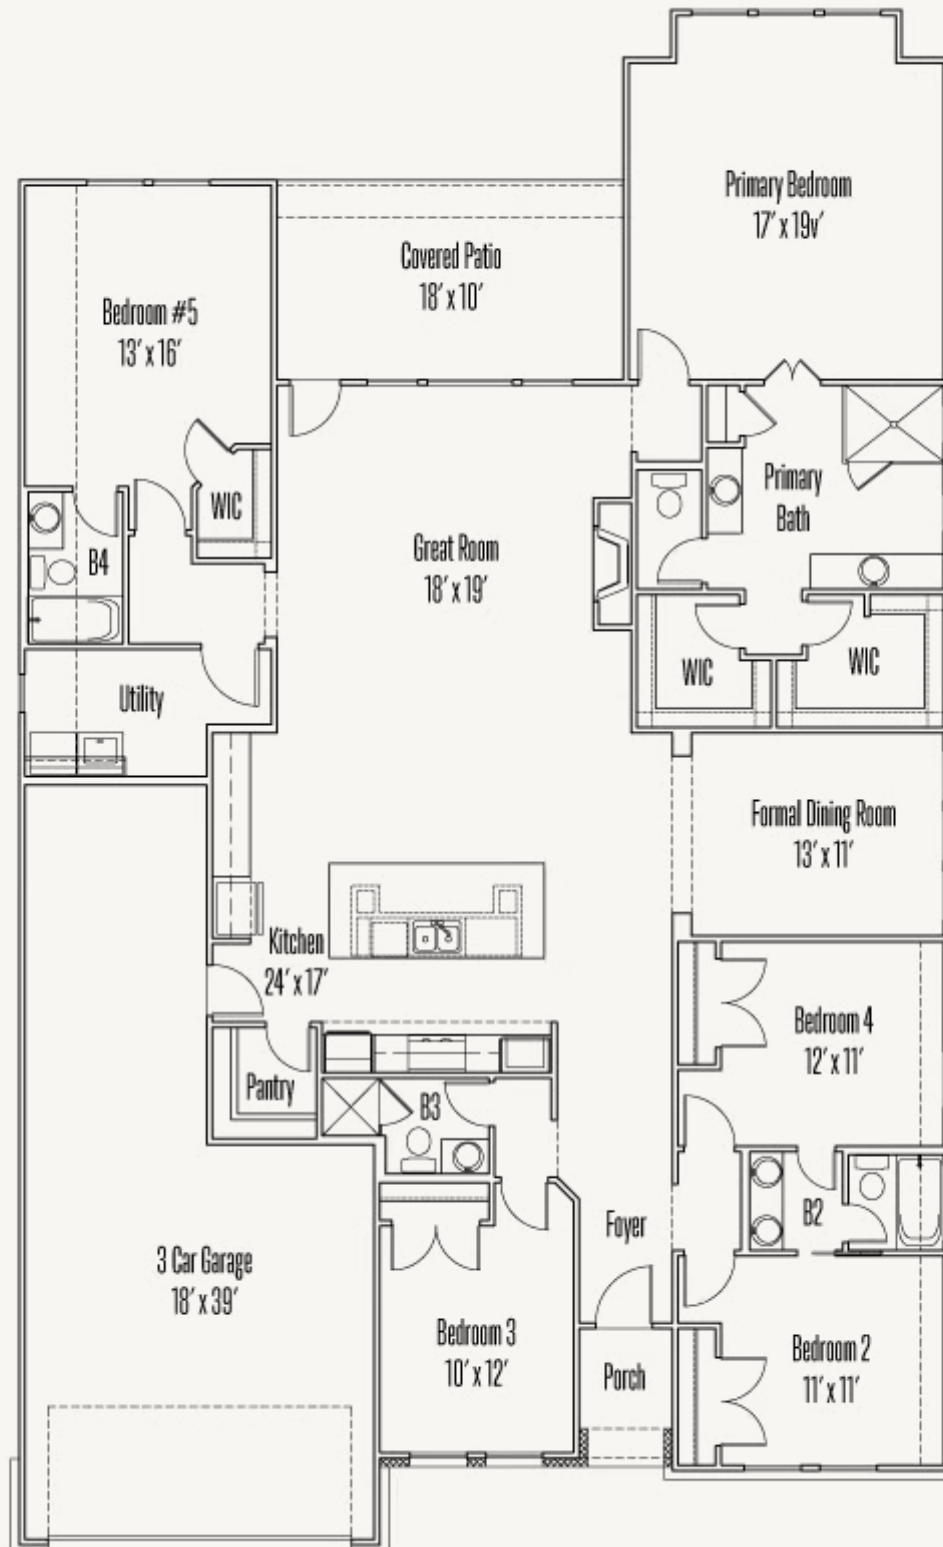 Primary Bedroom
17' x 19v'
Covered Patio
18' x 10'
Bedroom #5
13' x 16'
WIC
Primary
Bath
B4
Great Room
18' x 19'
WIC
WIC
Utility
Formal Dining Room
13' x 11'
Kitchen
24' x 17'
Bedroom 4
12' x 11'
Pantry
B3
B2
Foyer
3 Car Garage
18' x 39'
Bedroom 3
10' x 12'
Porch
Bedroom 2
11' x 11'